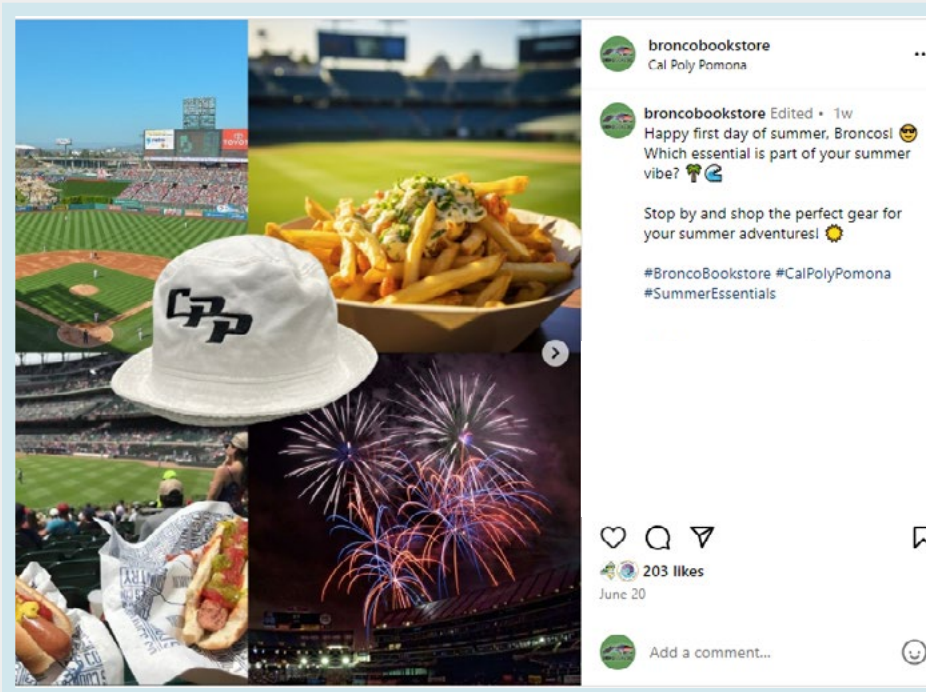 broncobookstore
Cal Poly Pomona
broncobookstore Edited • 1w
Happy first day of summer, Broncos! 😎
Which essential is part of your summer
vibe? 🌴🌊
Stop by and shop the perfect gear for
your summer adventures! ☀️
#BroncoBookstore #CalPolyPomona
#SummerEssentials
TOYOTA
CPP
203 likes
June 20
Add a comment...